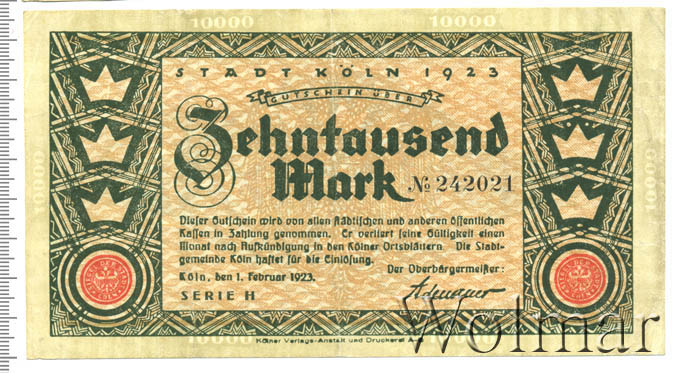 10000 10000
STADT KÖLN 1923
GUTSCHEIN ÜBER
Zehntausend
Mark № 242021
Dieser Gutschein wird von allen städtischen und anderen öffentlichen
Kassen in Zahlung genommen. Er verliert seine Gültigkeit einen
Monat nach Aufkündigung in den Kölner Ortsblättern. Die Stadt-
gemeinde Köln haftet für die Einlösung.
Köln, den 1. Februar 1923. Der Oberbürgermeister:
SERIE H Adenauer
10000 10000
Kölner Verlags-Anstalt und Druckerei A-
Wolmar